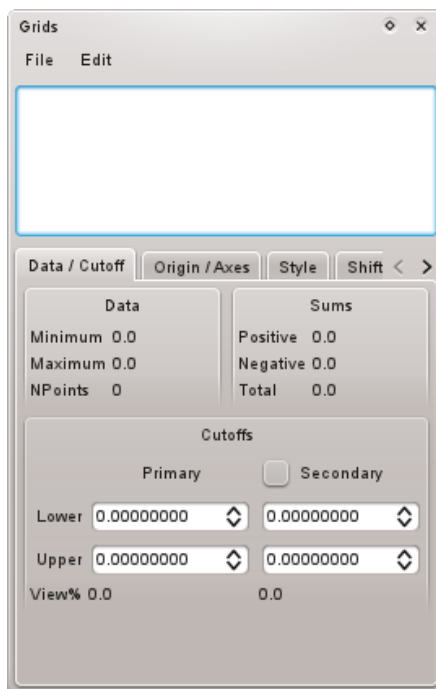 Grids
File Edit
Data / Cutoff Origin / Axes Style Shift
Data Sums
Minimum 0.0 Positive 0.0
Maximum 0.0 Negative 0.0
NPoints 0 Total 0.0
Cutoffs
Primary Secondary
Lower 0.00000000 0.00000000
Upper 0.00000000 0.00000000
View% 0.0 0.0